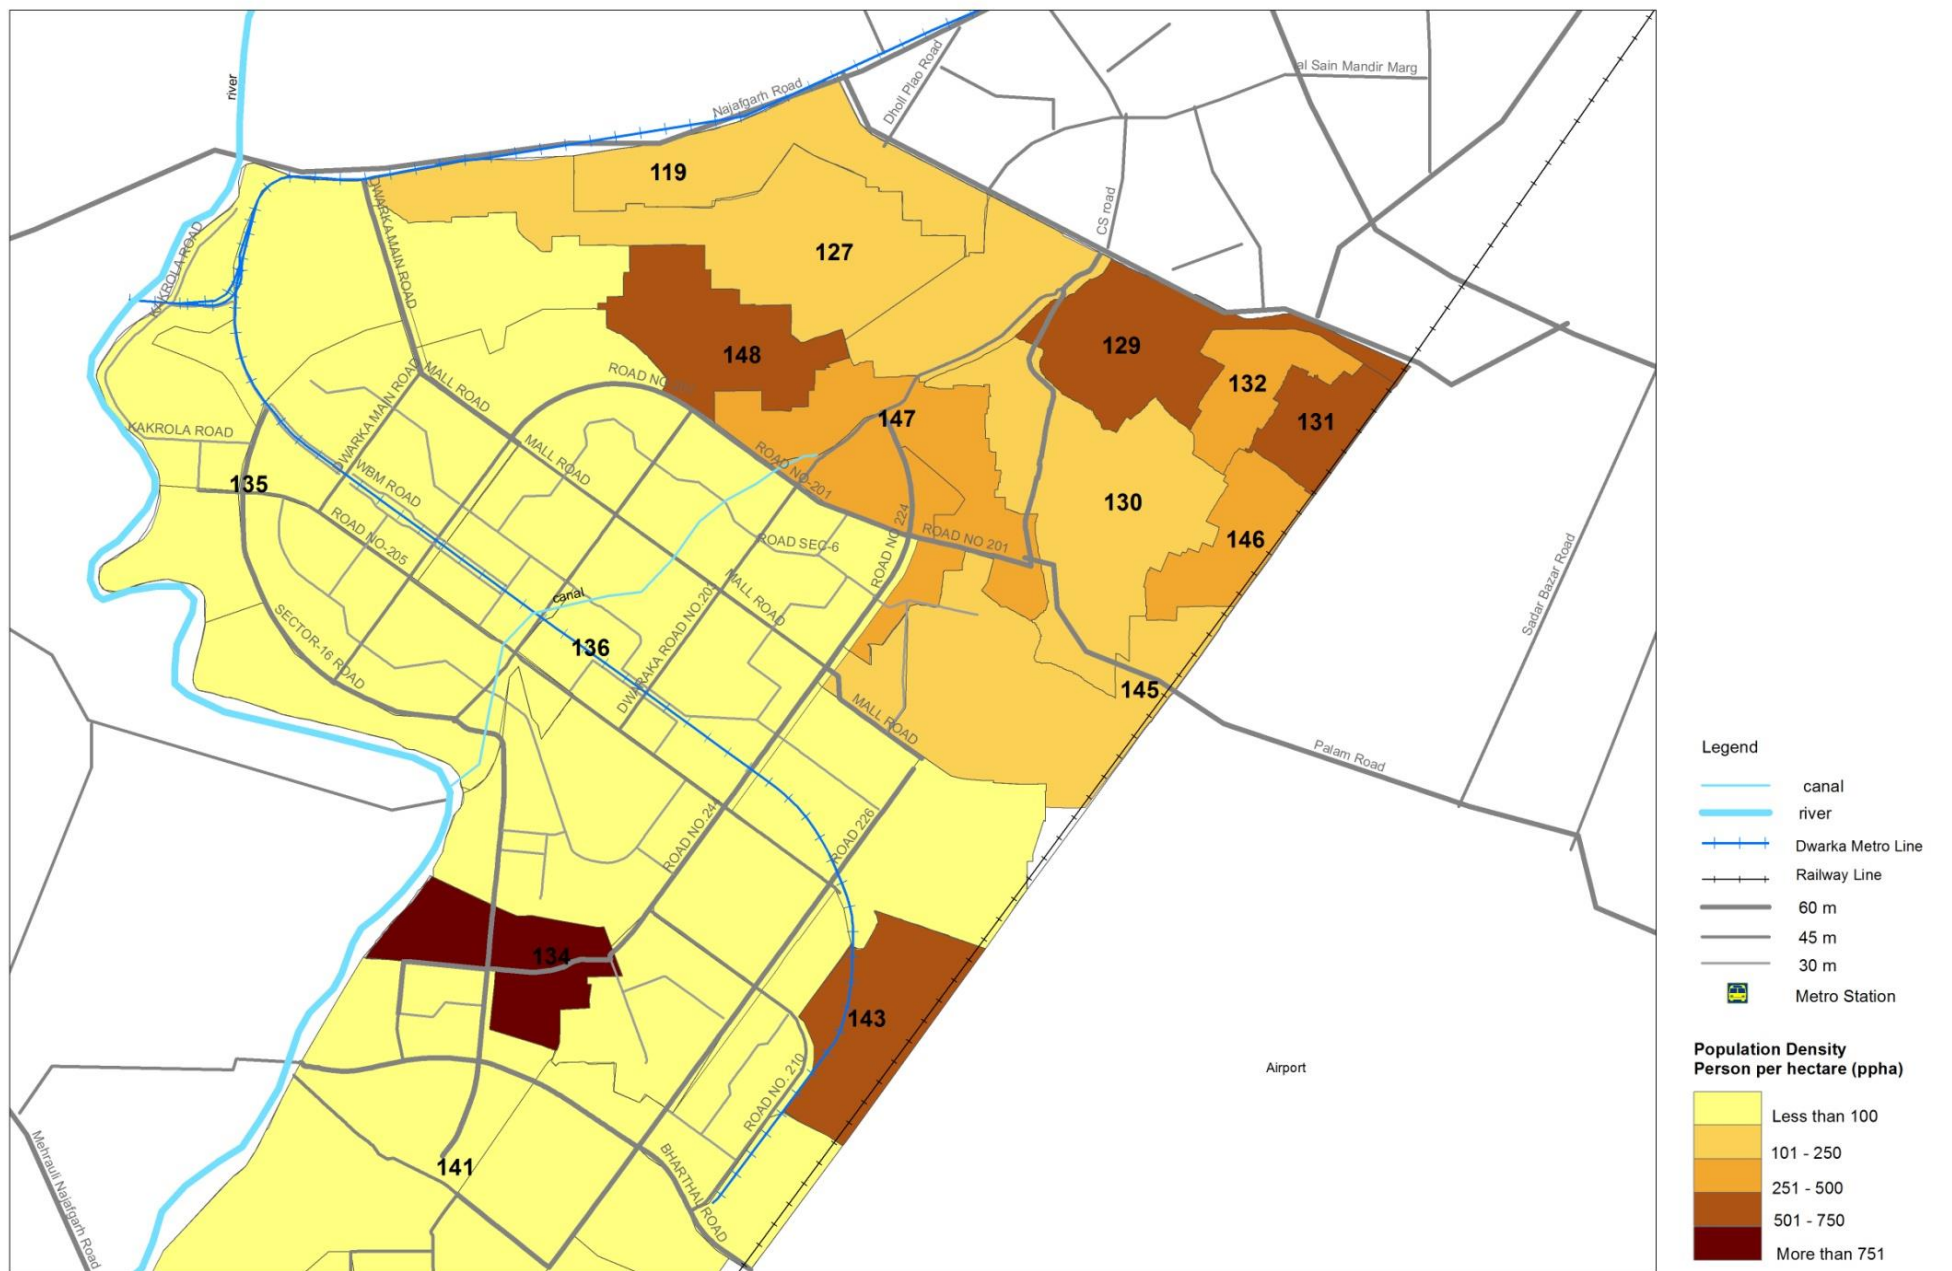 river
Najafgarh Road
Dholl Plao Road
al Sain Mandir Marg
CS road
KAKROLA ROAD
DWARKA MAIN ROAD
119
127
129
148
132
131
147
130
146
145
135
136
134
143
141
MALL ROAD
ROAD NO
KAKROLA ROAD
DWARKA MAIN ROAD
WBM ROAD
MALL ROAD
ROAD NO-201
ROAD NO-205
ROAD SEC-6
ROAD NO 224
ROAD NO 201
canal
MALL ROAD
DWARAKA ROAD NO.203
SECTOR-16 ROAD
MALL ROAD
Palam Road
Sadar Bazar Road
ROAD NO.244
ROAD 226
ROAD NO. 210
BHARTHAL ROAD
Mehrauli Najafgarh Road
Airport
Legend
canal
river
Dwarka Metro Line
Railway Line
60 m
45 m
30 m
Metro Station
Population Density
Person per hectare (ppha)
Less than 100
101 - 250
251 - 500
501 - 750
More than 751